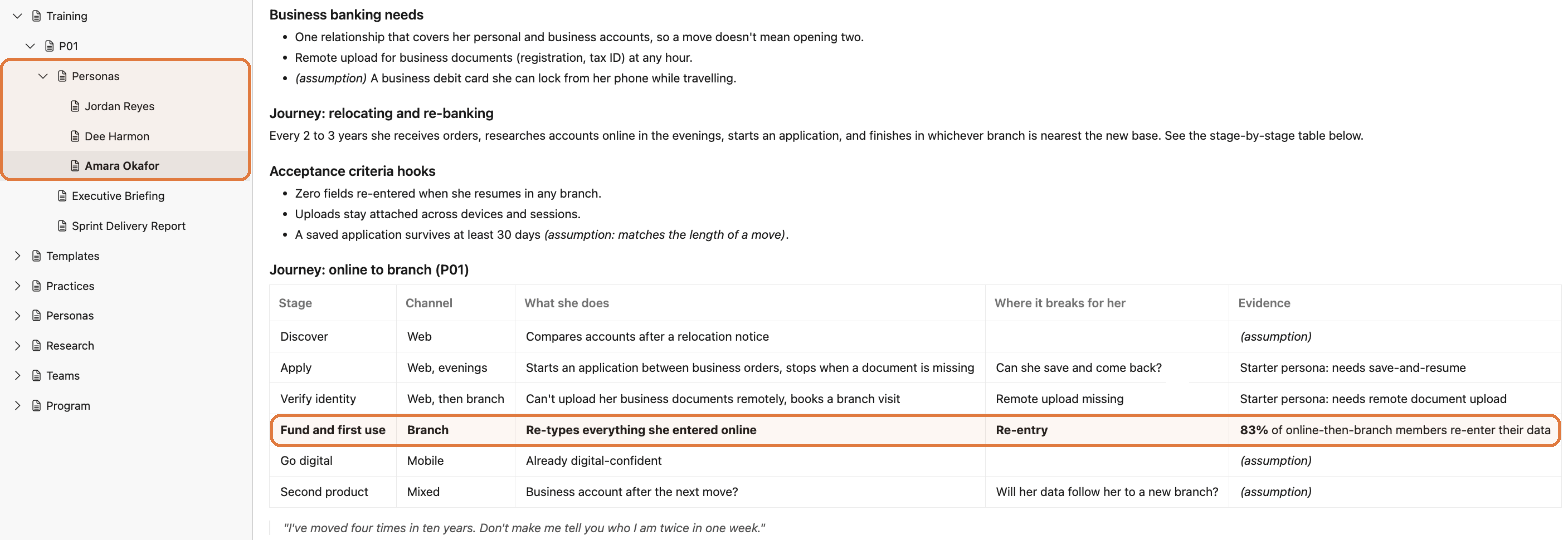 Training
P01
Personas
Jordan Reyes
Dee Harmon
Amara Okafor
Executive Briefing
Sprint Delivery Report
Templates
Practices
Personas
Research
Teams
Program
Business banking needs
• One relationship that covers her personal and business accounts, so a move doesn't mean opening two.
• Remote upload for business documents (registration, tax ID) at any hour.
• (assumption) A business debit card she can lock from her phone while travelling.
Journey: relocating and re-banking
Every 2 to 3 years she receives orders, researches accounts online in the evenings, starts an application, and finishes in whichever branch is nearest the new base. See the stage-by-stage table below.
Acceptance criteria hooks
• Zero fields re-entered when she resumes in any branch.
• Uploads stay attached across devices and sessions.
• A saved application survives at least 30 days (assumption: matches the length of a move).
Journey: online to branch (P01)
Stage Channel What she does Where it breaks for her Evidence
Discover Web Compares accounts after a relocation notice (assumption)
Apply Web, evenings Starts an application between business orders, stops when a document is missing Can she save and come back? Starter persona: needs save-and-resume
Verify identity Web, then branch Can't upload her business documents remotely, books a branch visit Remote upload missing Starter persona: needs remote document upload
Fund and first use Branch Re-types everything she entered online Re-entry 83% of online-then-branch members re-enter their data
Go digital Mobile Already digital-confident (assumption)
Second product Mixed Business account after the next move? Will her data follow her to a new branch? (assumption)
"I've moved four times in ten years. Don't make me tell you who I am twice in one week."